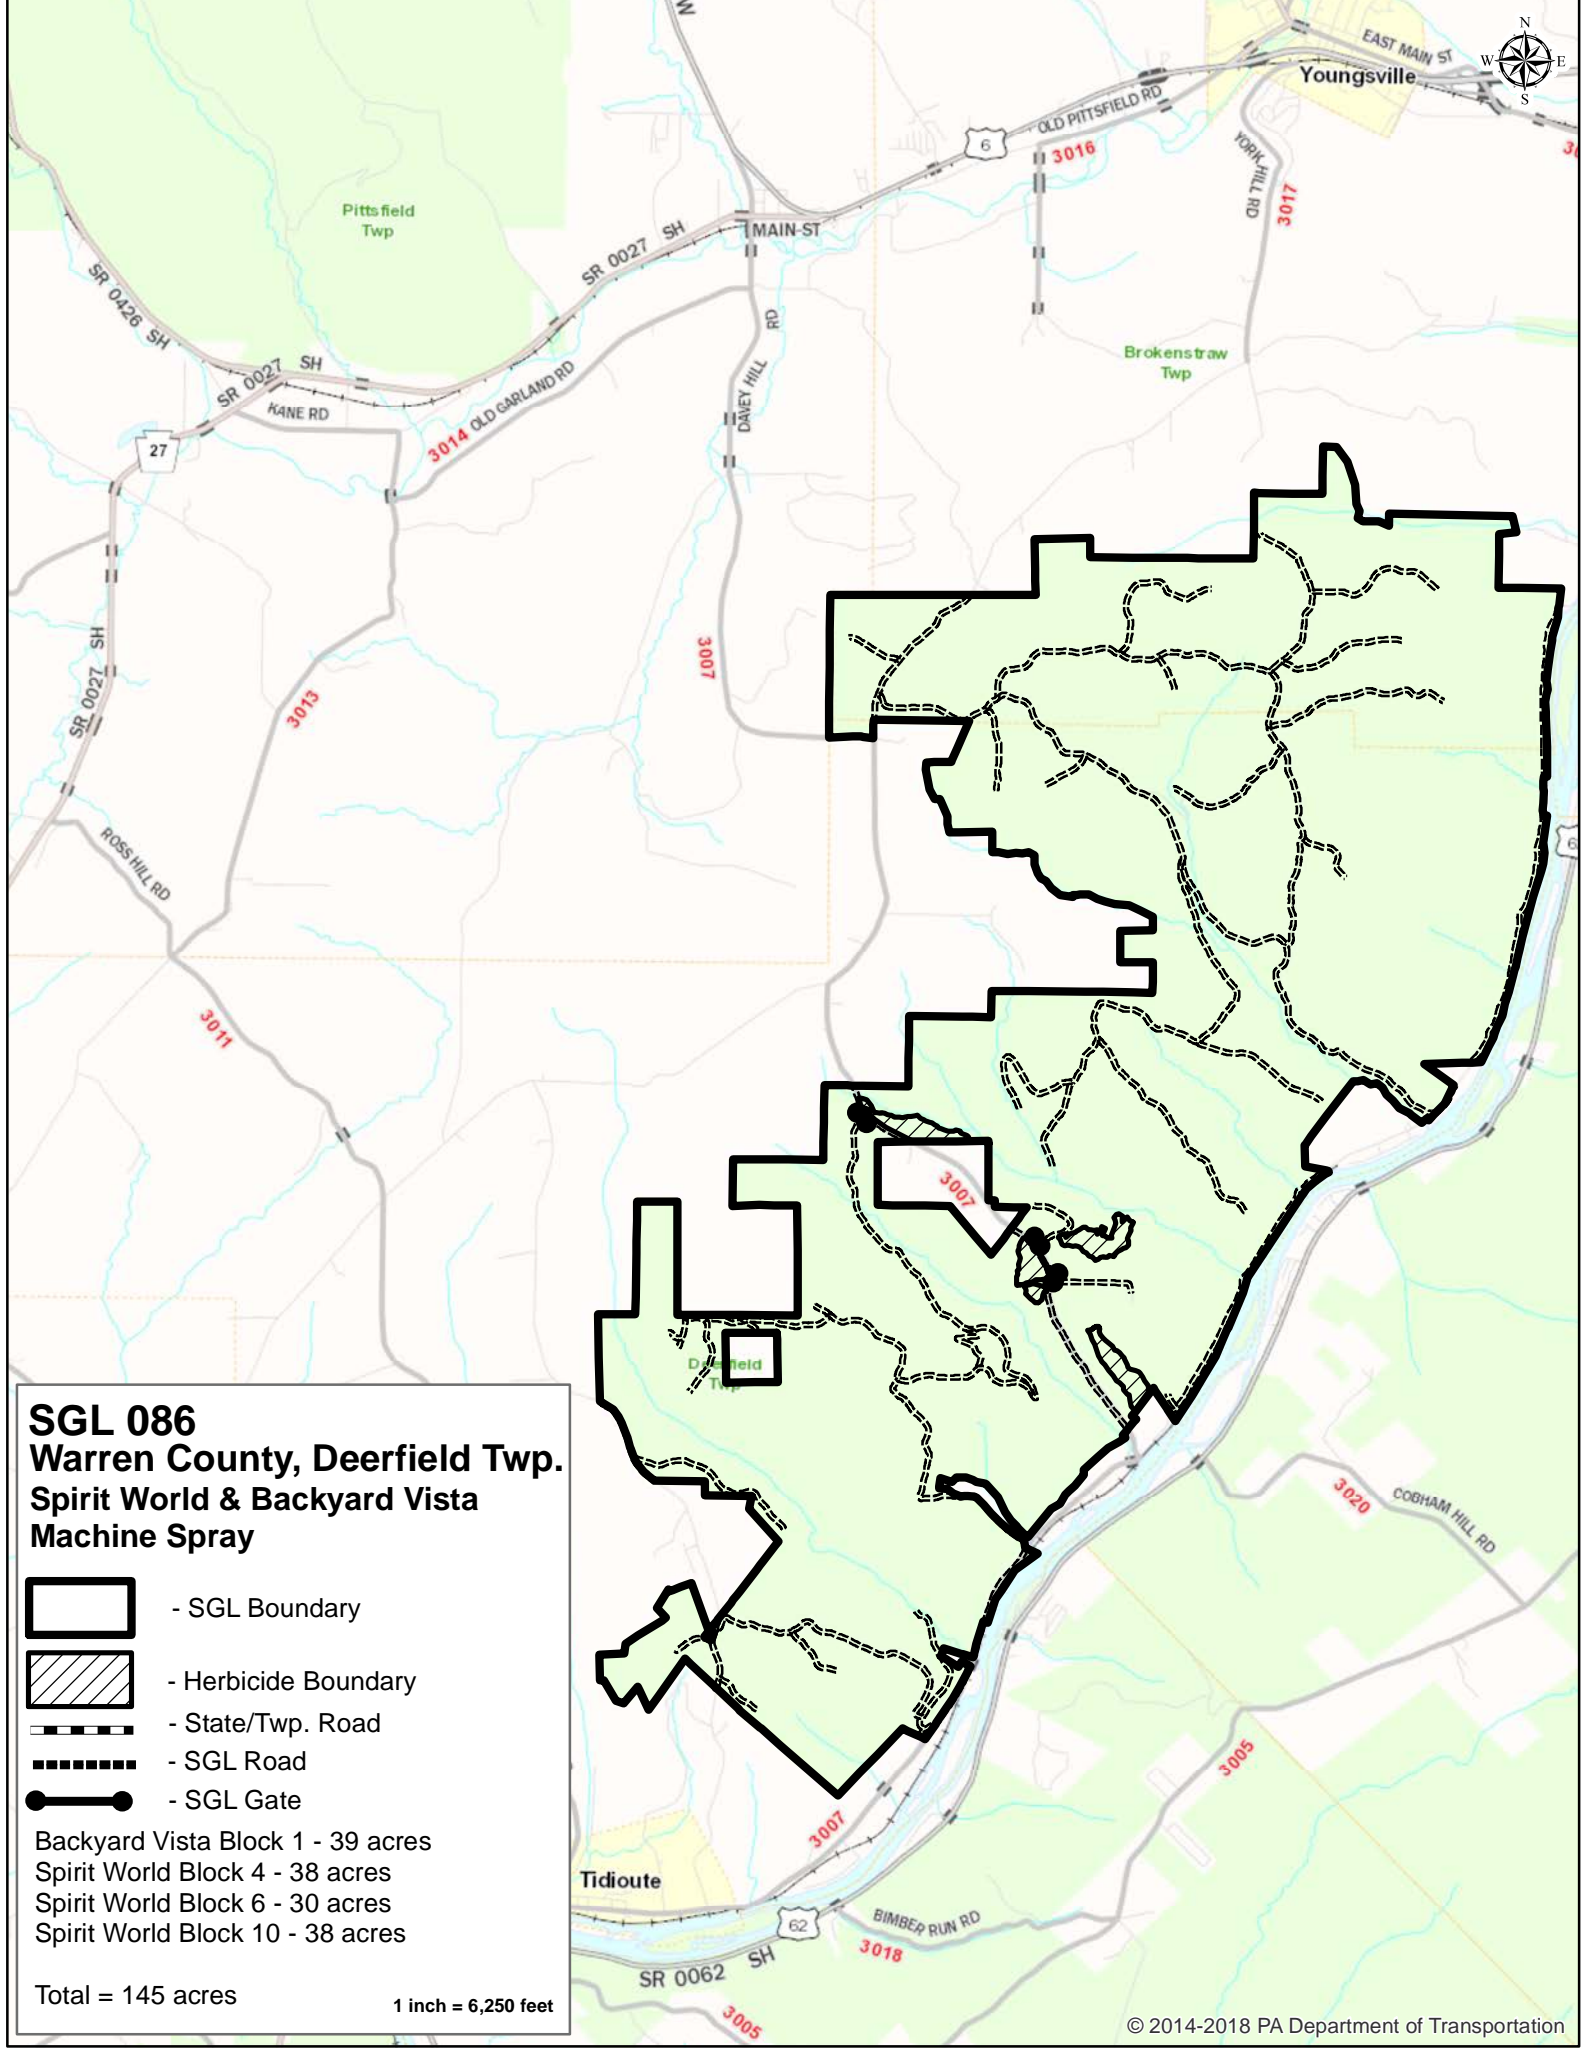 W
N
W
E
S
EAST MAIN ST
Youngsville
OLD PITTSFIELD RD
6
3016
YORK HILL RD
3017
Pittsfield
Twp
MAIN ST
SR 0027 SH
SR 0426 SH
DAVEY HILL RD
Brokenstraw
Twp
SR 0027 SH
KANE RD
3014 OLD GARLAND RD
27
SR 0027 SH
3013
3007
ROSS HILL RD
3011
3007
Deerfield
Twp
3020
COBHAM HILL RD
SGL 086
Warren County, Deerfield Twp.
Spirit World & Backyard Vista
Machine Spray
- SGL Boundary
- Herbicide Boundary
- State/Twp. Road
- SGL Road
- SGL Gate
Backyard Vista Block 1 - 39 acres
Spirit World Block 4 - 38 acres
Spirit World Block 6 - 30 acres
Spirit World Block 10 - 38 acres
Total = 145 acres
1 inch = 6,250 feet
3005
3007
Tidioute
62
BIMBER RUN RD
3018
SR 0062 SH
3005
© 2014-2018 PA Department of Transportation